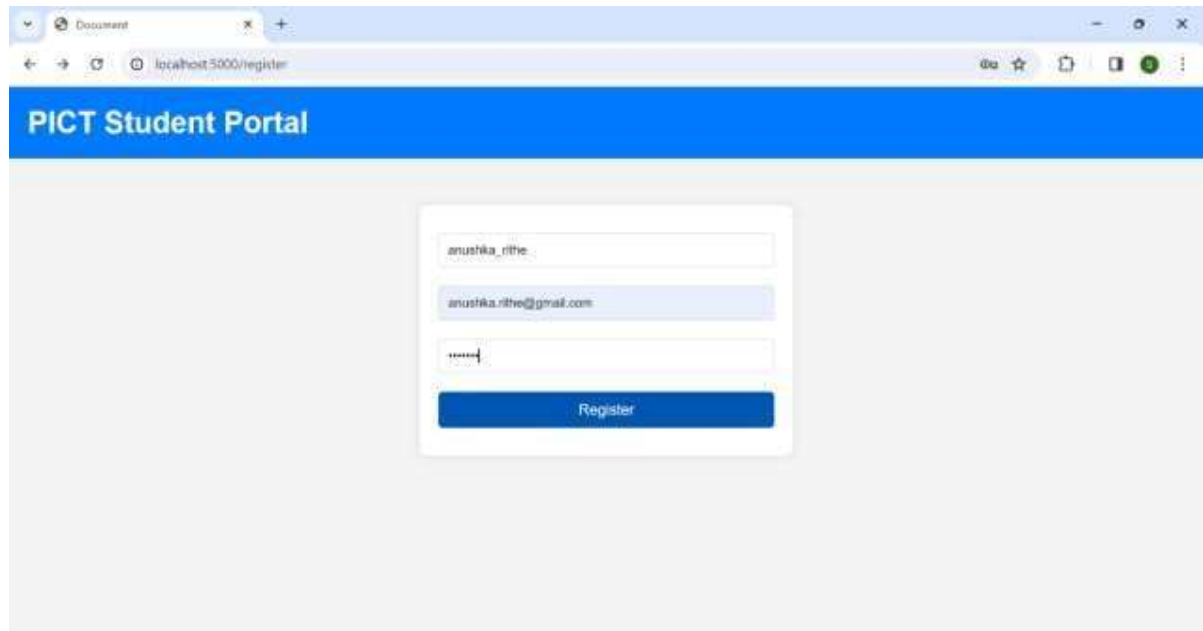 Document
localhost:5000/register
S
PICT Student Portal
anushka_rithe
anushka.rithe@gmail.com
••••••••
Register